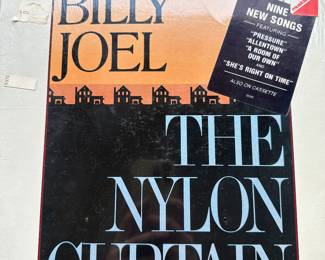 BILLY
JOEL
NINE
NEW SONGS
FEATURING
"PRESSURE"
"ALLENTOWN"
"A ROOM OF
OUR OWN"
AND
"SHE'S RIGHT ON TIME"
ALSO ON CASSETTE
THE
NYLON
CURTAIN